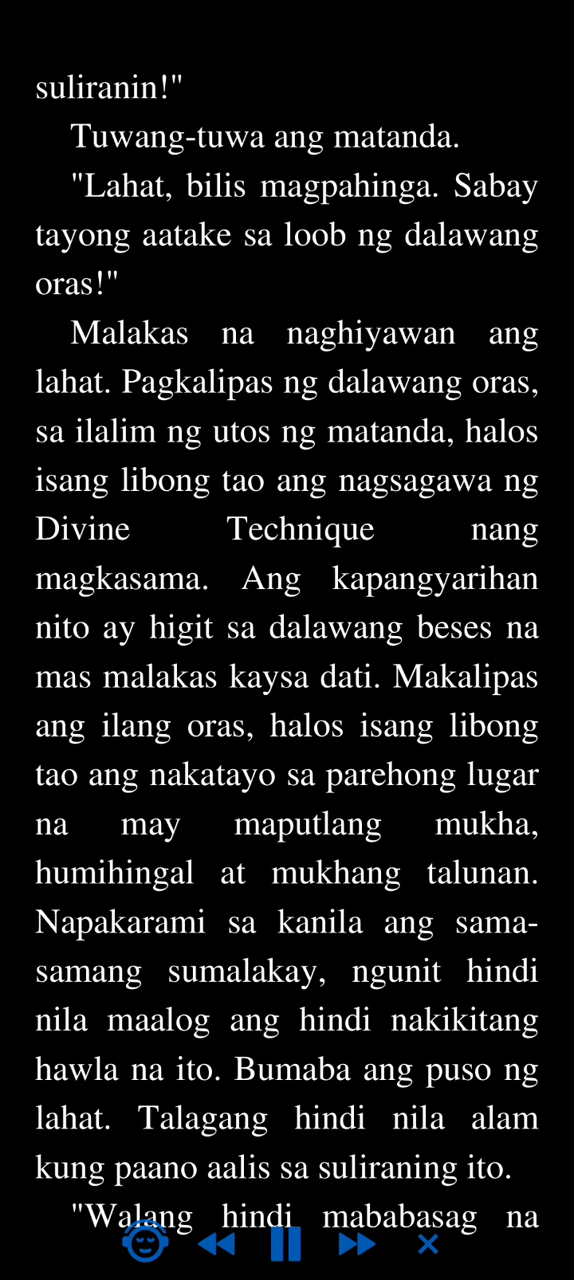 suliranin!"
Tuwang-tuwa ang matanda.
"Lahat, bilis magpahinga. Sabay
tayong aatake sa loob ng dalawang
oras!"
Malakas na naghiyawan ang
lahat. Pagkalipas ng dalawang oras,
sa ilalim ng utos ng matanda, halos
isang libong tao ang nagsagawa ng
Divine Technique nang
magkasama. Ang kapangyarihan
nito ay higit sa dalawang beses na
mas malakas kaysa dati. Makalipas
ang ilang oras, halos isang libong
tao ang nakatayo sa parehong lugar
na may maputlang mukha,
humihingal at mukhang talunan.
Napakarami sa kanila ang sama-
samang sumalakay, ngunit hindi
nila maalog ang hindi nakikitang
hawla na ito. Bumaba ang puso ng
lahat. Talagang hindi nila alam
kung paano aalis sa suliraning ito.
"Walang hindi mababasag na